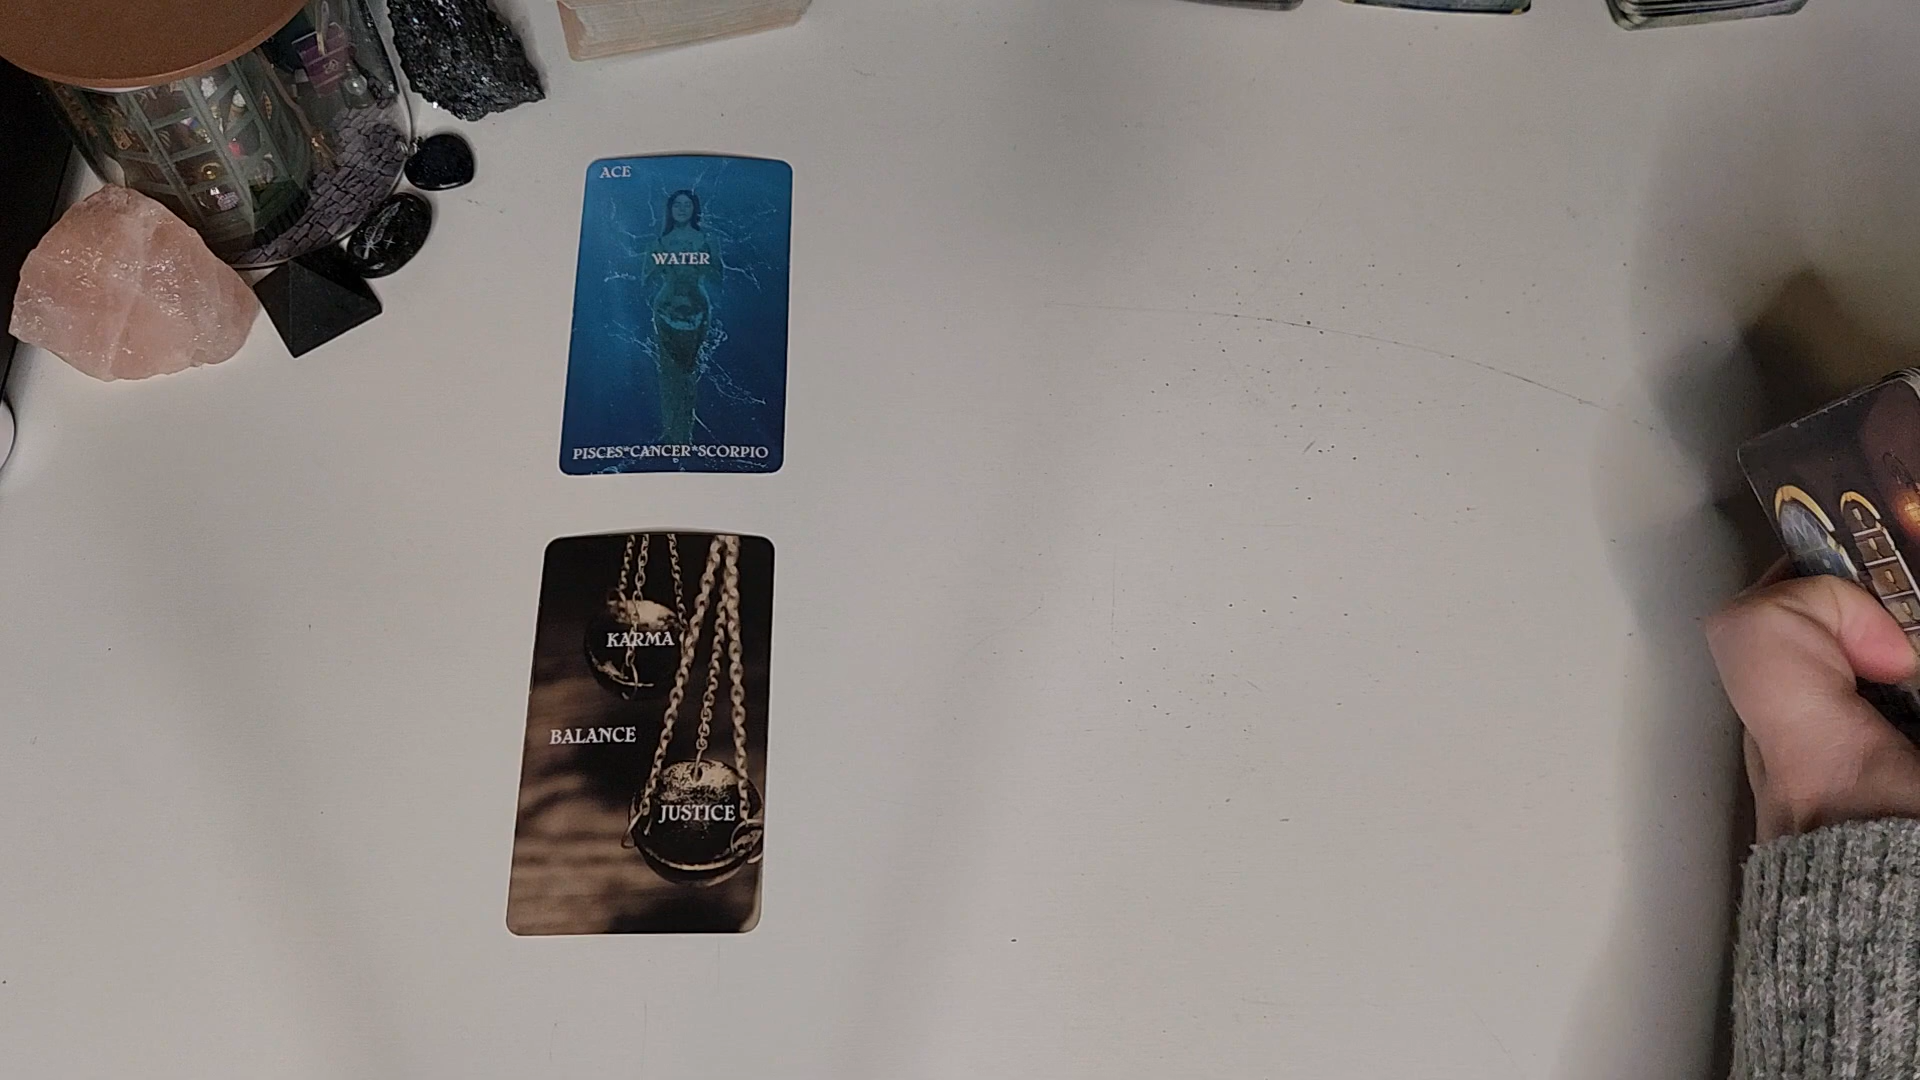 ACE
WATER
PISCES*CANCER*SCORPIO
KARMA
BALANCE
JUSTICE